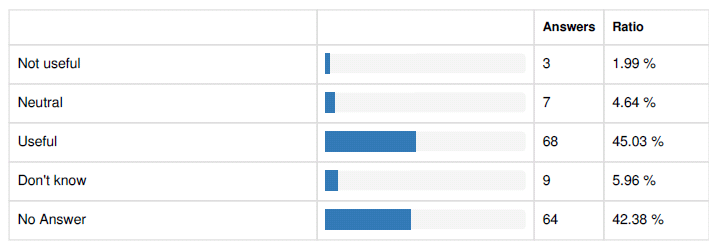 Answers Ratio
Not useful 3 1.99 %
Neutral 7 4.64 %
Useful 68 45.03 %
Don't know 9 5.96 %
No Answer 64 42.38 %